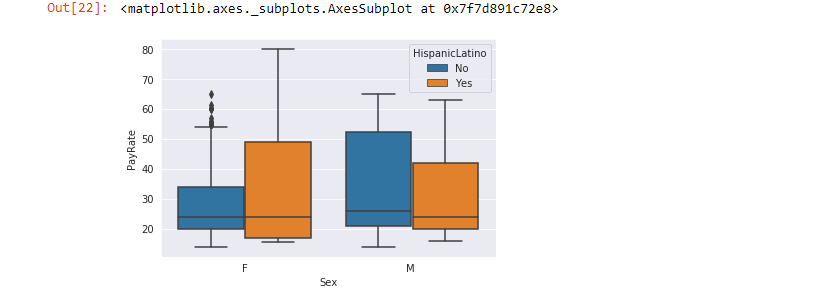 Out[22]: <matplotlib.axes._subplots.AxesSubplot at 0x7f7d891c72e8>
HispanicLatino
No
Yes
80
70
60
50
40
30
20
PayRate
F M
Sex